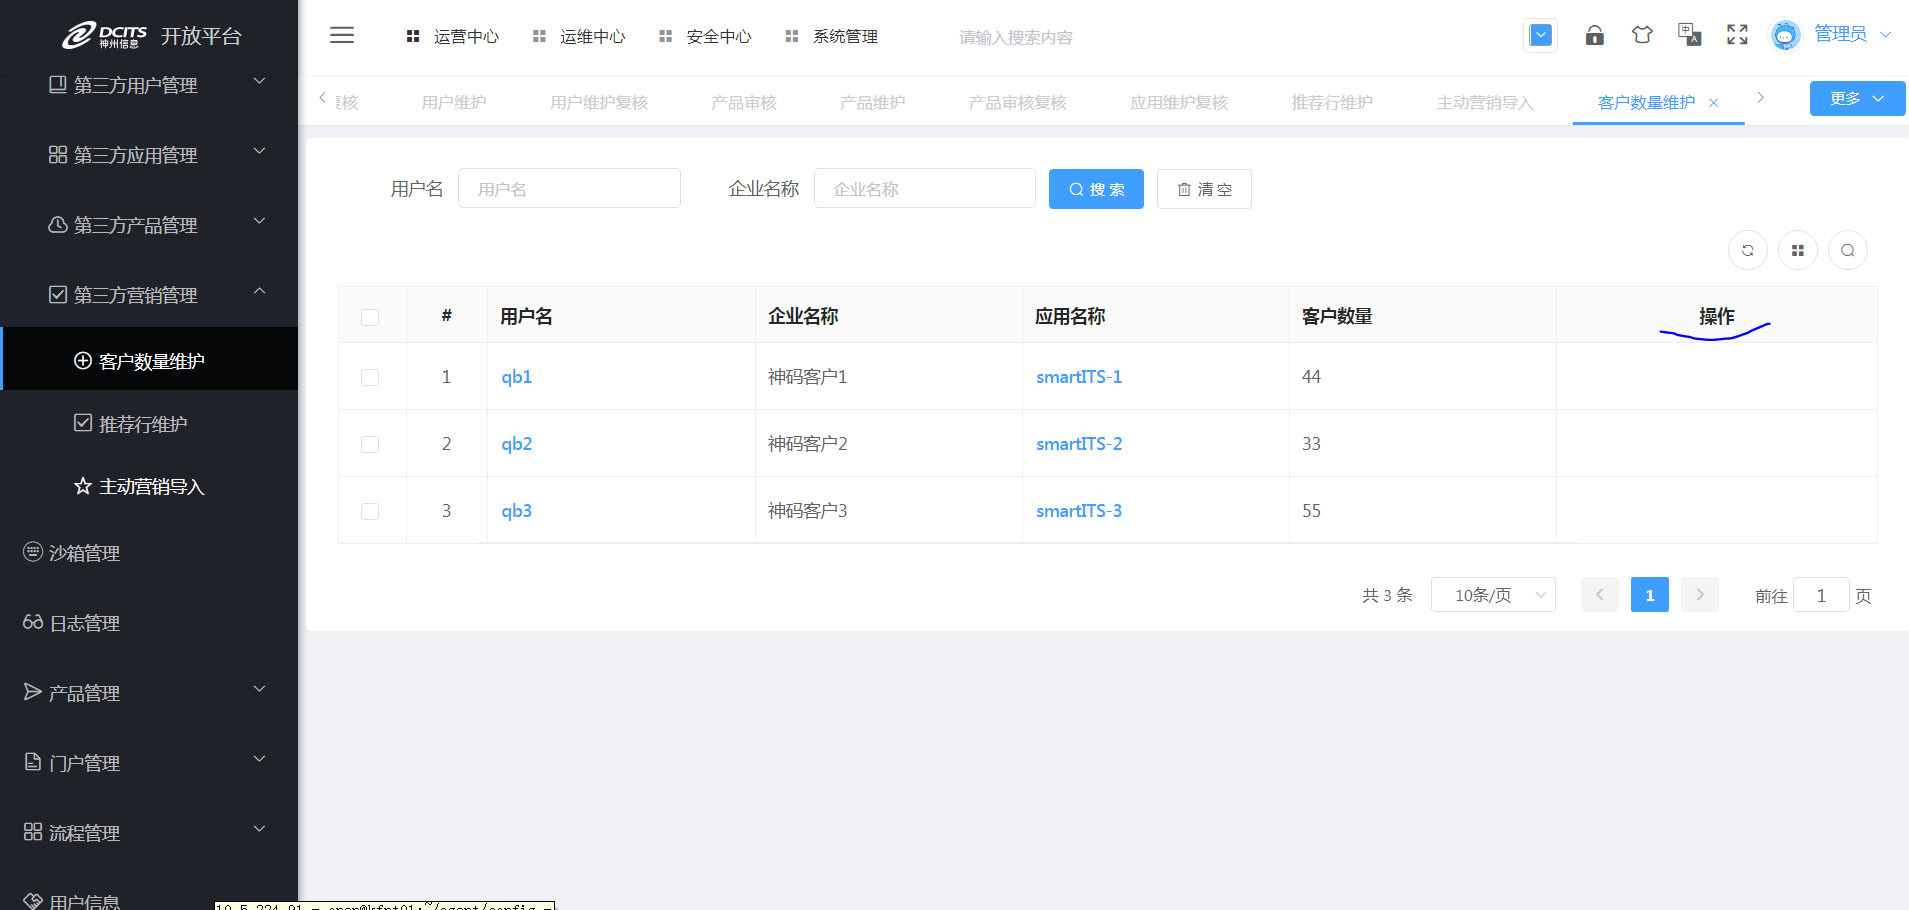 DCITS 神州信息 开放平台
运营中心 运维中心 安全中心 系统管理 请输入搜索内容 管理员
复核 用户维护 用户维护复核 产品审核 产品维护 产品审核复核 应用维护复核 推荐行维护 主动营销导入 客户数量维护 更多
第三方用户管理
第三方应用管理
第三方产品管理
第三方营销管理
客户数量维护
推荐行维护
主动营销导入
沙箱管理
日志管理
产品管理
门户管理
流程管理
用户信息
用户名 用户名 企业名称 企业名称 搜索 清空
# 用户名 企业名称 应用名称 客户数量 操作
1 qb1 神码客户1 smartITS-1 44
2 qb2 神码客户2 smartITS-2 33
3 qb3 神码客户3 smartITS-3 55
共 3 条 10条/页 1 前往 1 页